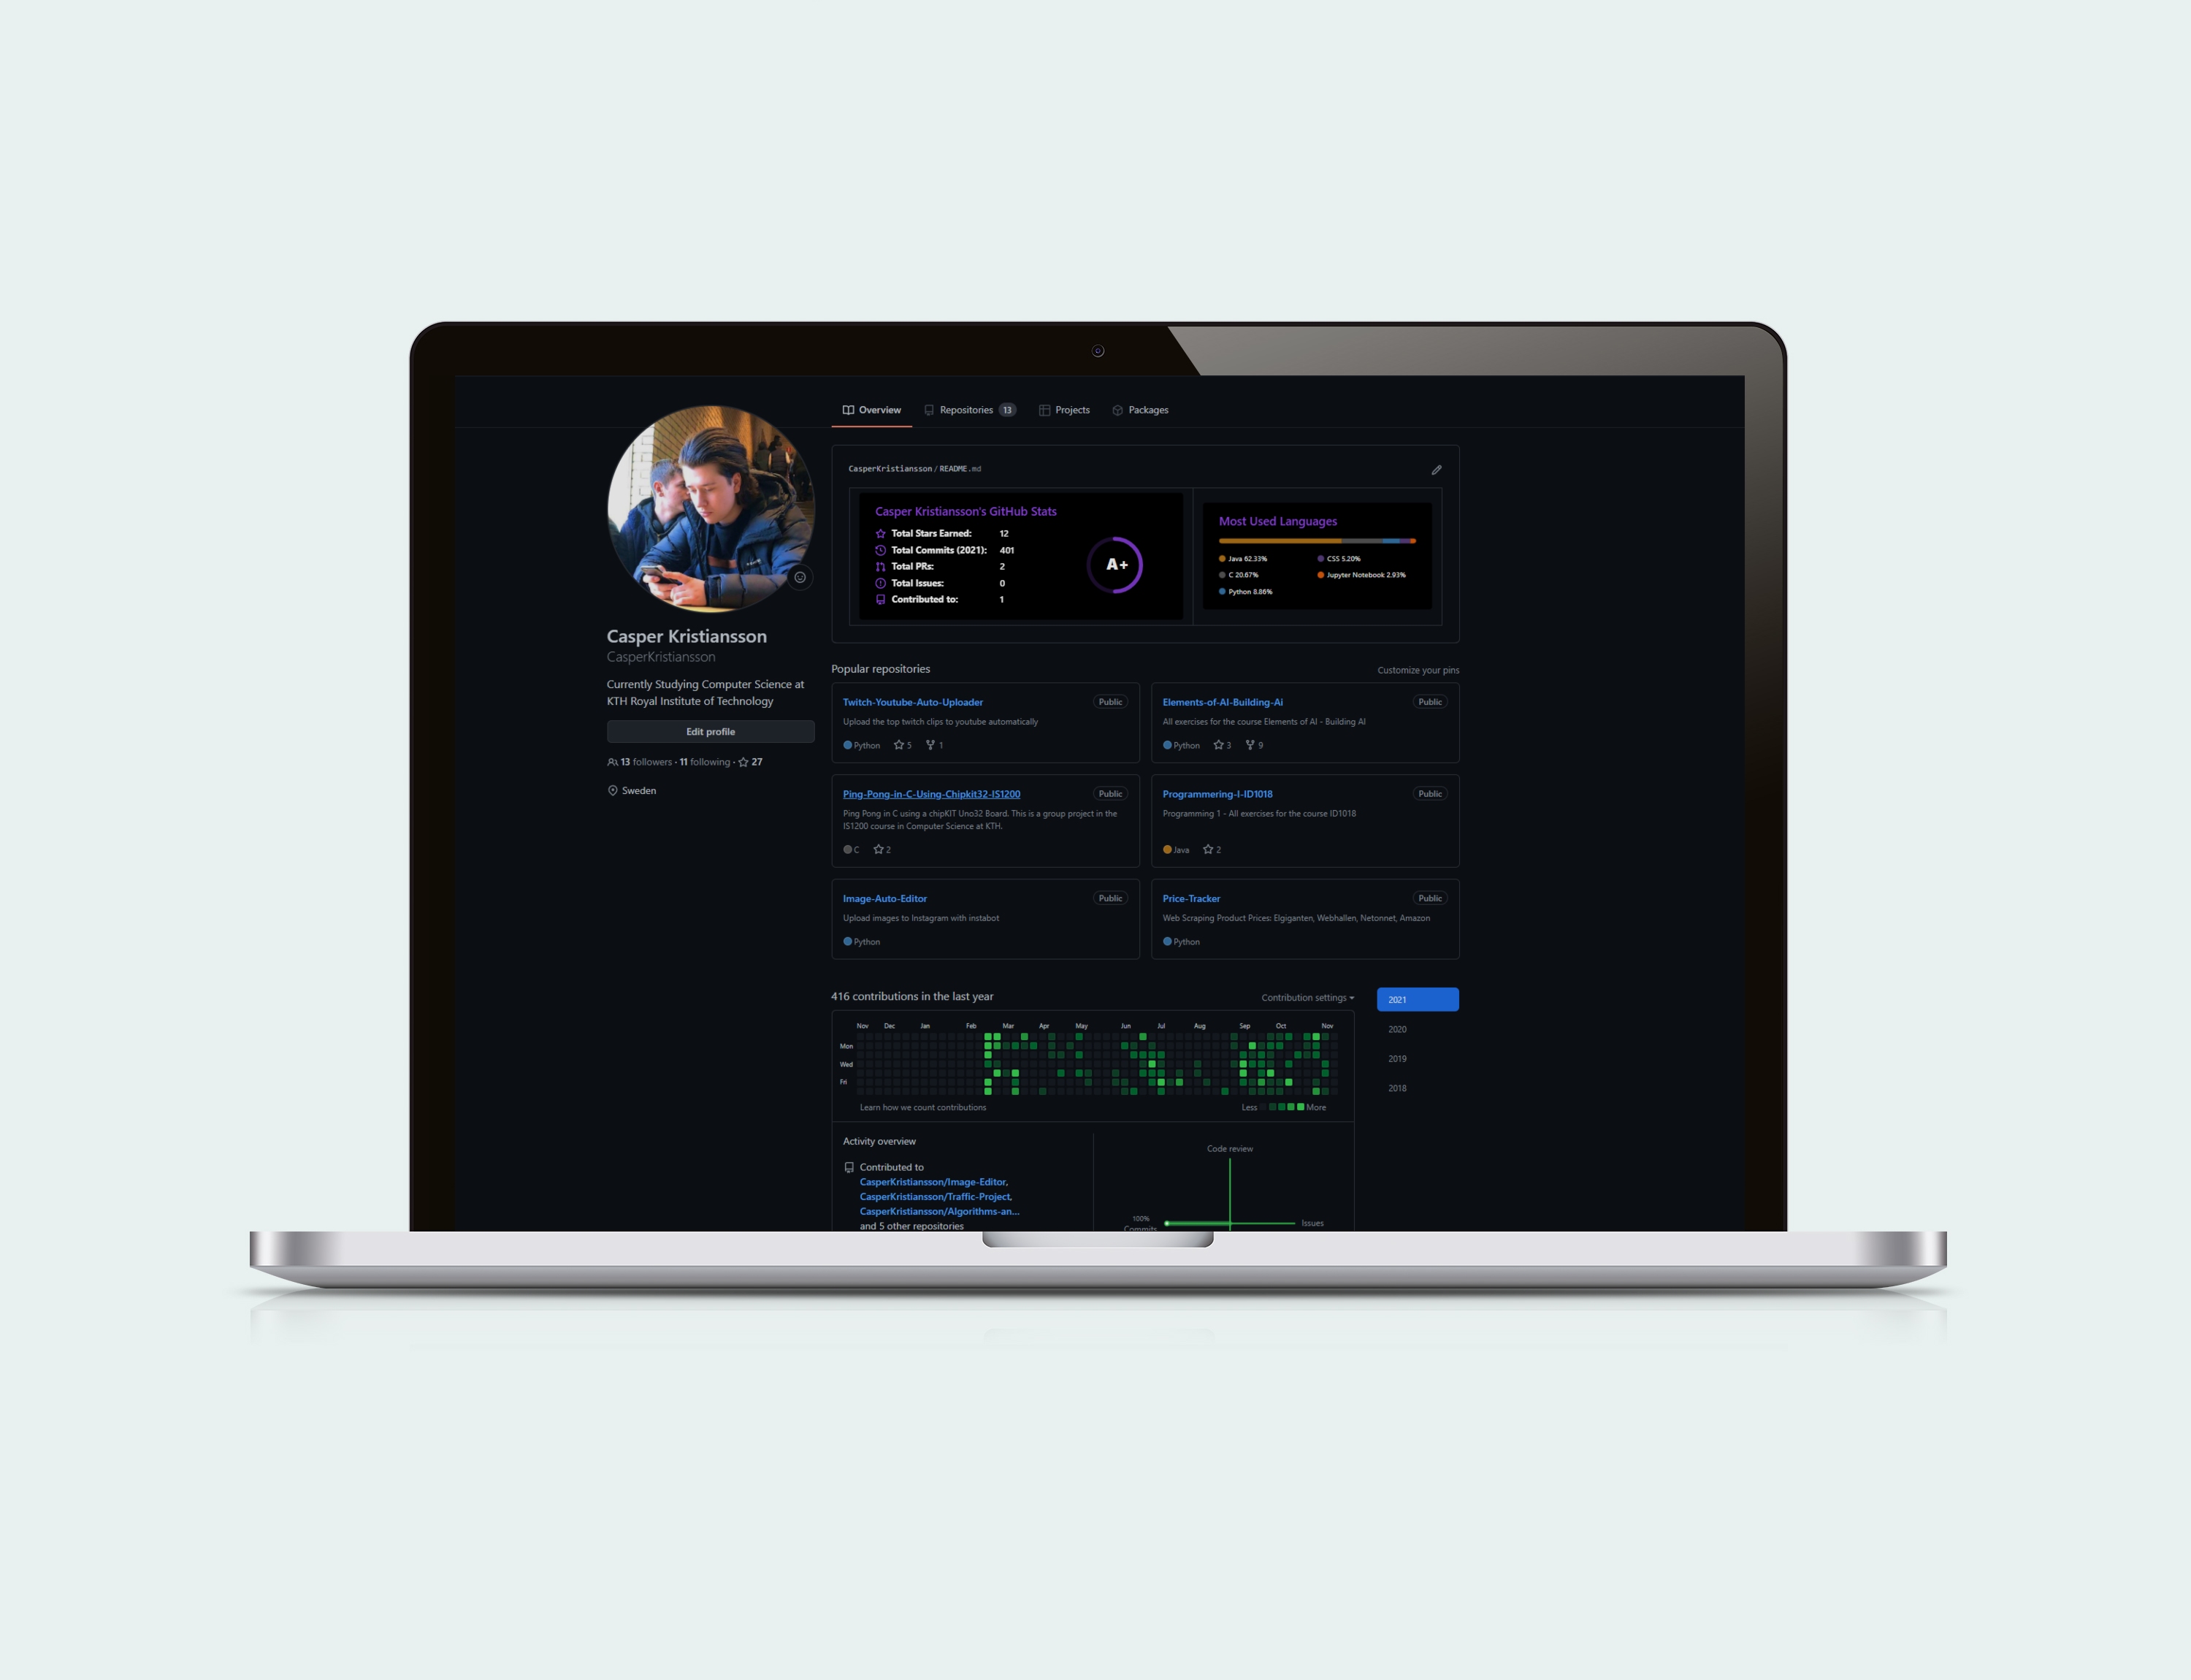 Overview Repositories 13 Projects Packages
CasperKristiansson / README.md
Casper Kristiansson's GitHub Stats
Total Stars Earned: 12
Total Commits (2021): 401
Total PRs: 2
Total Issues: 0
Contributed to: 1
A+
Most Used Languages
Java 62.33%
CSS 5.20%
C 20.67%
Jupyter Notebook 2.93%
Python 8.86%
Casper Kristiansson
CasperKristiansson
Currently Studying Computer Science at
KTH Royal Institute of Technology
Edit profile
13 followers · 11 following · 27
Sweden
Popular repositories
Customize your pins
Twitch-Youtube-Auto-Uploader Public
Upload the top twitch clips to youtube automatically
Python 5 1
Elements-of-AI-Building-Ai Public
All exercises for the course Elements of AI - Building AI
Python 3 9
Ping-Pong-in-C-Using-Chipkit32-IS1200 Public
Ping Pong in C using a chipKIT Uno32 Board. This is a group project in the
IS1200 course in Computer Science at KTH.
C 2
Programmering-I-ID1018 Public
Programming 1 - All exercises for the course ID1018
Java 2
Image-Auto-Editor Public
Upload images to Instagram with instabot
Python
Price-Tracker Public
Web Scraping Product Prices: Elgiganten, Webhallen, Netonnet, Amazon
Python
416 contributions in the last year
Contribution settings
2021
2020
2019
2018
Nov Dec Jan Feb Mar Apr May Jun Jul Aug Sep Oct Nov
Mon
Wed
Fri
Learn how we count contributions
Less More
Activity overview
Contributed to
CasperKristiansson/Image-Editor,
CasperKristiansson/Traffic-Project,
CasperKristiansson/Algorithms-an...
and 5 other repositories
Code review
100%
Commits
Issues